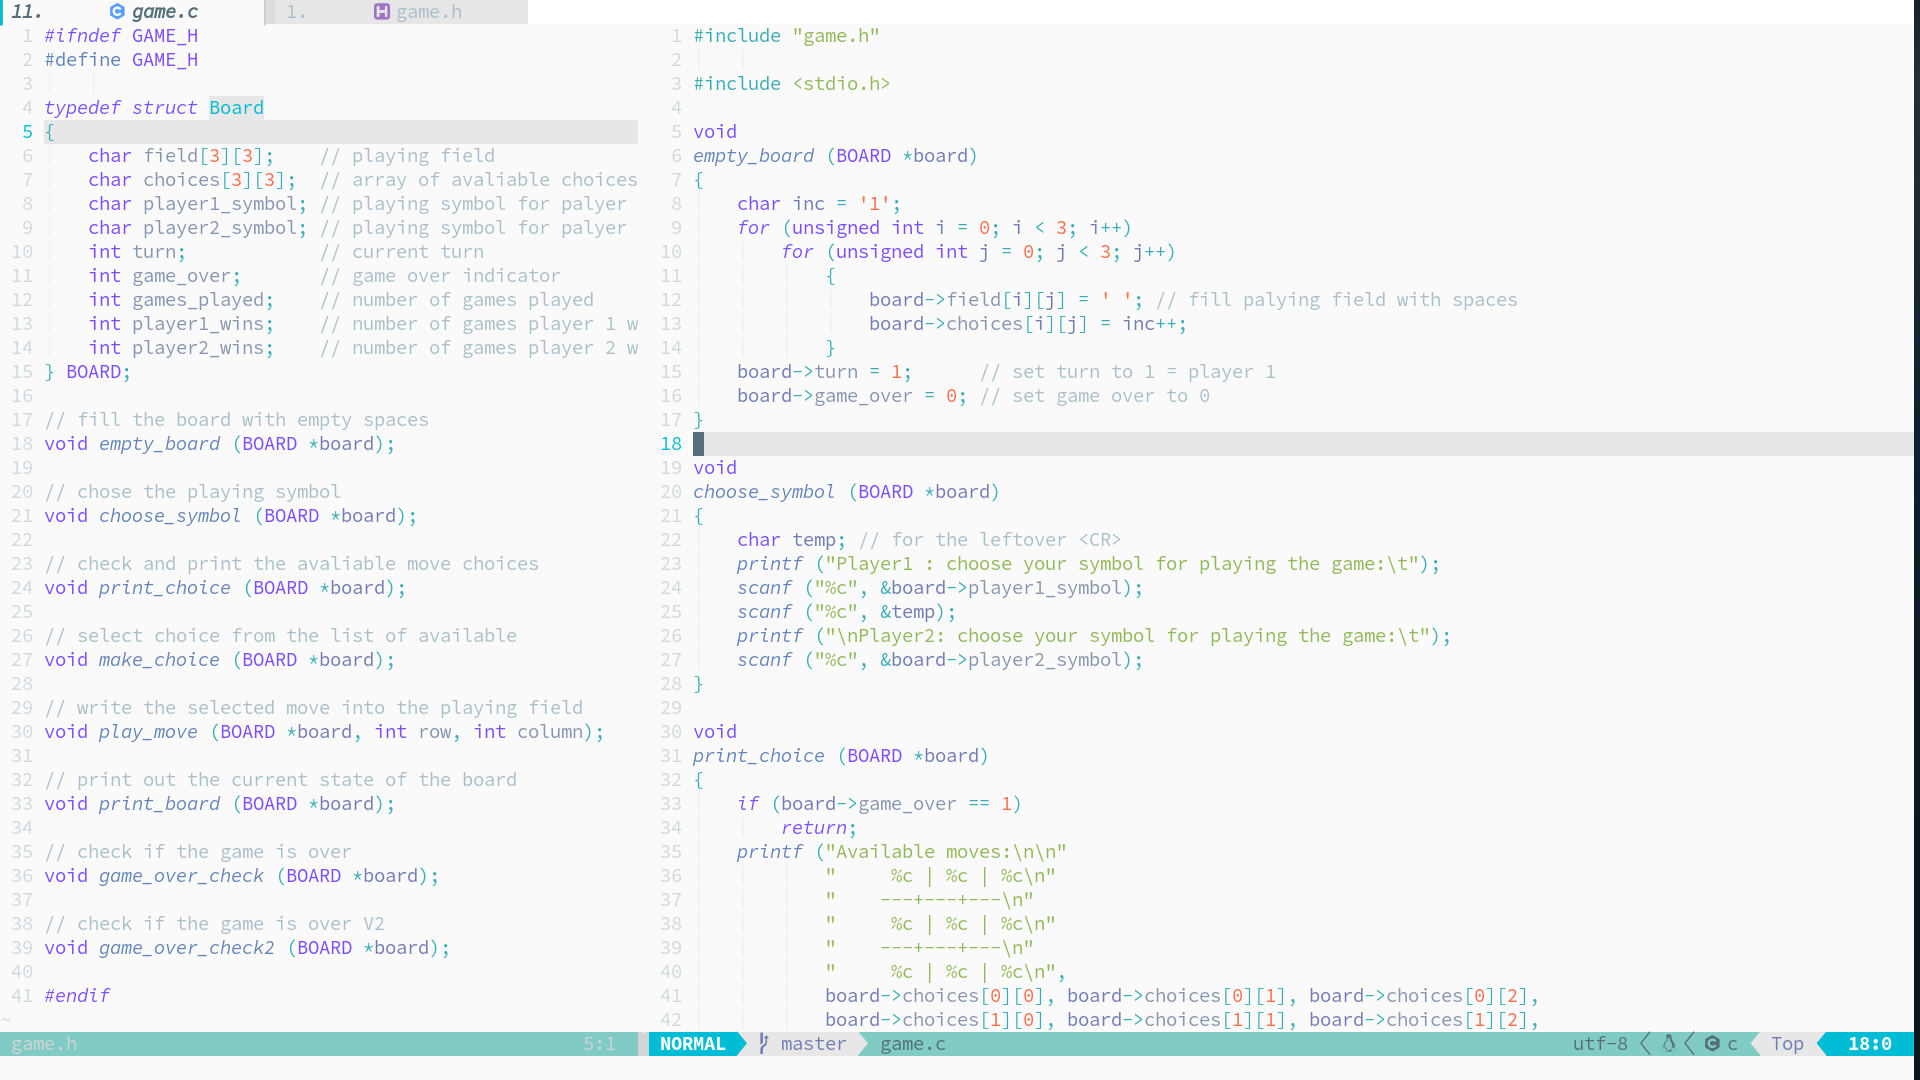 11. game.c 1. game.h
1 #ifndef GAME_H
2 #define GAME_H
3
4 typedef struct Board
5 {
6     char field[3][3];    // playing field
7     char choices[3][3];  // array of avaliable choices
8     char player1_symbol; // playing symbol for palyer
9     char player2_symbol; // playing symbol for palyer
10     int turn;            // current turn
11     int game_over;       // game over indicator
12     int games_played;    // number of games played
13     int player1_wins;    // number of games player 1 w
14     int player2_wins;    // number of games player 2 w
15 } BOARD;
16
17 // fill the board with empty spaces
18 void empty_board (BOARD *board);
19
20 // chose the playing symbol
21 void choose_symbol (BOARD *board);
22
23 // check and print the avaliable move choices
24 void print_choice (BOARD *board);
25
26 // select choice from the list of available
27 void make_choice (BOARD *board);
28
29 // write the selected move into the playing field
30 void play_move (BOARD *board, int row, int column);
31
32 // print out the current state of the board
33 void print_board (BOARD *board);
34
35 // check if the game is over
36 void game_over_check (BOARD *board);
37
38 // check if the game is over V2
39 void game_over_check2 (BOARD *board);
40
41 #endif
~
game.h 5:1
1 #include "game.h"
2
3 #include <stdio.h>
4
5 void
6 empty_board (BOARD *board)
7 {
8     char inc = '1';
9     for (unsigned int i = 0; i < 3; i++)
10         for (unsigned int j = 0; j < 3; j++)
11             {
12                 board->field[i][j] = ' '; // fill palying field with spaces
13                 board->choices[i][j] = inc++;
14             }
15     board->turn = 1;      // set turn to 1 = player 1
16     board->game_over = 0; // set game over to 0
17 }
18
19 void
20 choose_symbol (BOARD *board)
21 {
22     char temp; // for the leftover <CR>
23     printf ("Player1 : choose your symbol for playing the game:\t");
24     scanf ("%c", &board->player1_symbol);
25     scanf ("%c", &temp);
26     printf ("\nPlayer2: choose your symbol for playing the game:\t");
27     scanf ("%c", &board->player2_symbol);
28 }
29
30 void
31 print_choice (BOARD *board)
32 {
33     if (board->game_over == 1)
34         return;
35     printf ("Available moves:\n\n"
36             "     %c | %c | %c\n"
37             "    ---+---+---\n"
38             "     %c | %c | %c\n"
39             "    ---+---+---\n"
40             "     %c | %c | %c\n",
41             board->choices[0][0], board->choices[0][1], board->choices[0][2],
42             board->choices[1][0], board->choices[1][1], board->choices[1][2],
NORMAL master game.c utf-8 c Top 18:0